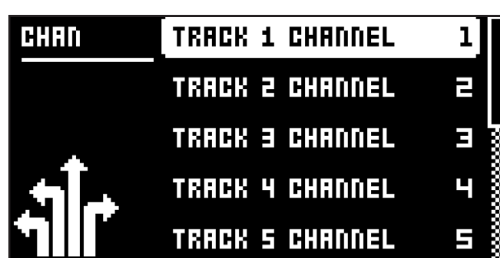 CHAN
TRACK 1 CHANNEL 1
TRACK 2 CHANNEL 2
TRACK 3 CHANNEL 3
TRACK 4 CHANNEL 4
TRACK 5 CHANNEL 5